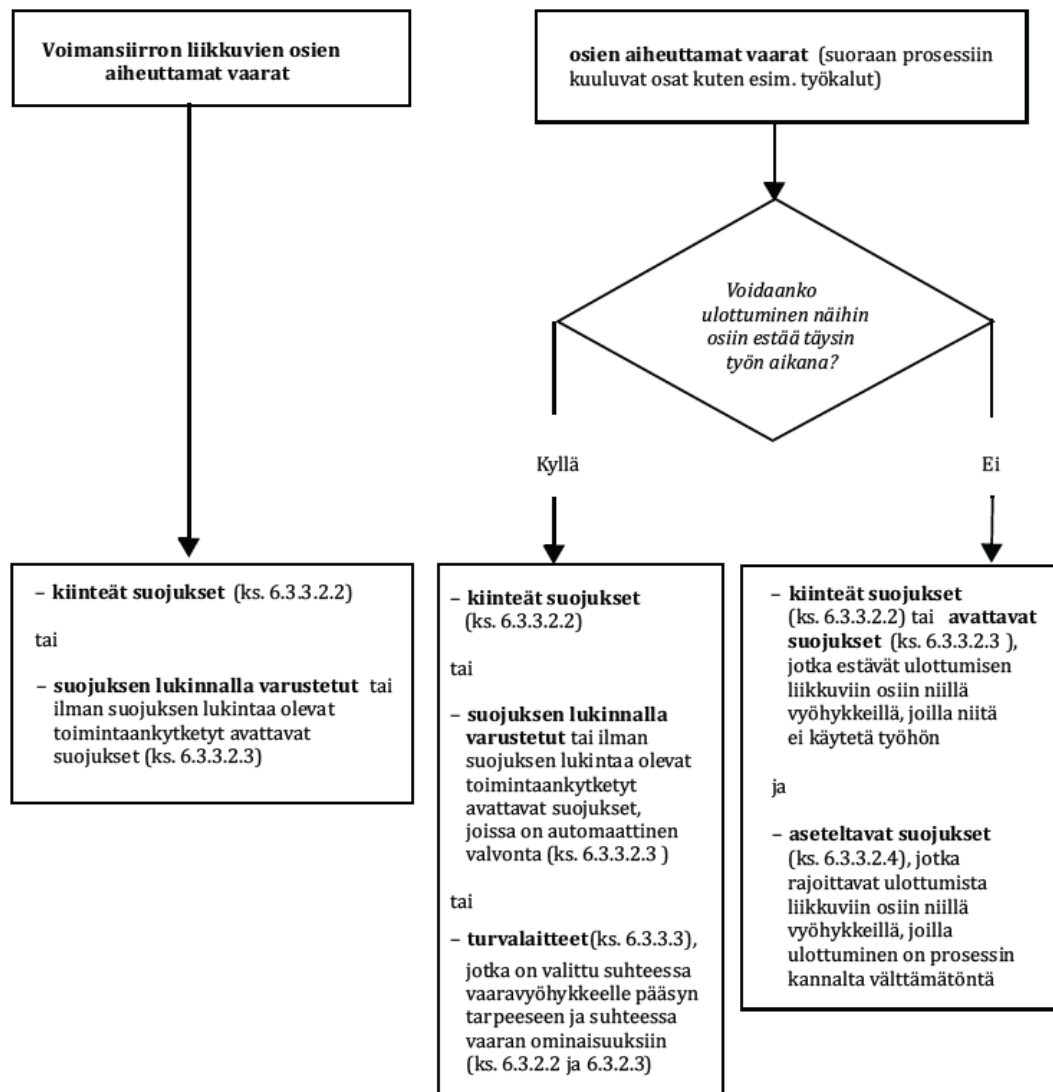 Voimansiirron liikkuvien osien
aiheuttamat vaarat
osien aiheuttamat vaarat (suoraan prosessiin
kuuluvat osat kuten esim. työkalut)
Voidaanko
ulottuminen näihin
osiin estää täysin
työn aikana?
Kyllä
Ei
– kiinteät suojukset (ks. 6.3.3.2.2)
tai
– suojuksen lukinnalla varustetut tai
ilman suojuksen lukintaa olevat
toimintaankytketyt avattavat
suojukset (ks. 6.3.3.2.3)
– kiinteät suojukset
(ks. 6.3.3.2.2)
tai
– suojuksen lukinnalla
varustetut tai ilman
suojuksen lukintaa olevat
toimintaankytketyt
avattavat suojukset,
joissa on automaattinen
valvonta (ks. 6.3.3.2.3 )
tai
– turvalaitteet(ks. 6.3.3.3),
jotka on valittu suhteessa
vaaravyöhykkeelle pääsyn
tarpeeseen ja suhteessa
vaaran ominaisuuksiin
(ks. 6.3.2.2 ja 6.3.2.3)
– kiinteät suojukset
(ks. 6.3.3.2.2) tai avattavat
suojukset (ks. 6.3.3.2.3 ),
jotka estävät ulottumisen
liikkuviin osiin niillä
vyöhykkeillä, joilla niitä
ei käytetä työhön
ja
– aseteltavat suojukset
(ks. 6.3.3.2.4), jotka
rajoittavat ulottumista
liikkuviin osiin niillä
vyöhykkeillä, joilla
ulottuminen on prosessin
kannalta välttämätöntä